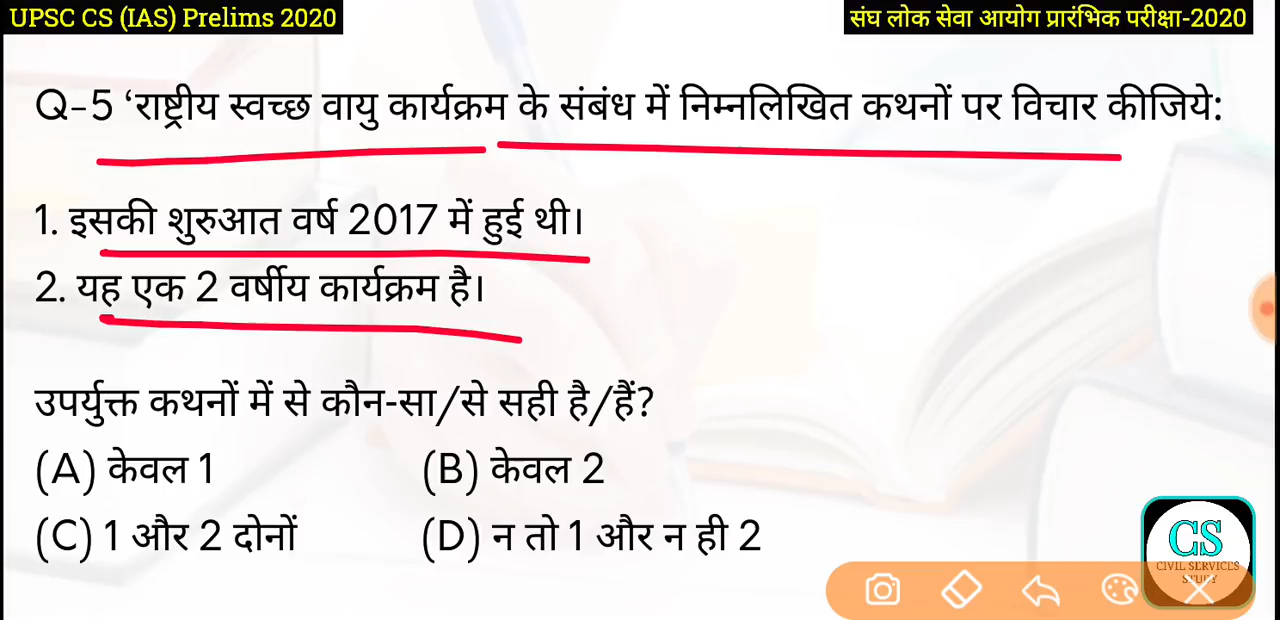 UPSC CS (IAS) Prelims 2020
संघ लोक सेवा आयोग प्रारंभिक परीक्षा-2020
Q-5 ‘राष्ट्रीय स्वच्छ वायु कार्यक्रम के संबंध में निम्नलिखित कथनों पर विचार कीजिये:
1. इसकी शुरुआत वर्ष 2017 में हुई थी।
2. यह एक 2 वर्षीय कार्यक्रम है।
उपर्युक्त कथनों में से कौन-सा/से सही है/हैं?
(A) केवल 1 (B) केवल 2
(C) 1 और 2 दोनों (D) न तो 1 और न ही 2
CS
CIVIL SERVICES
STUDY